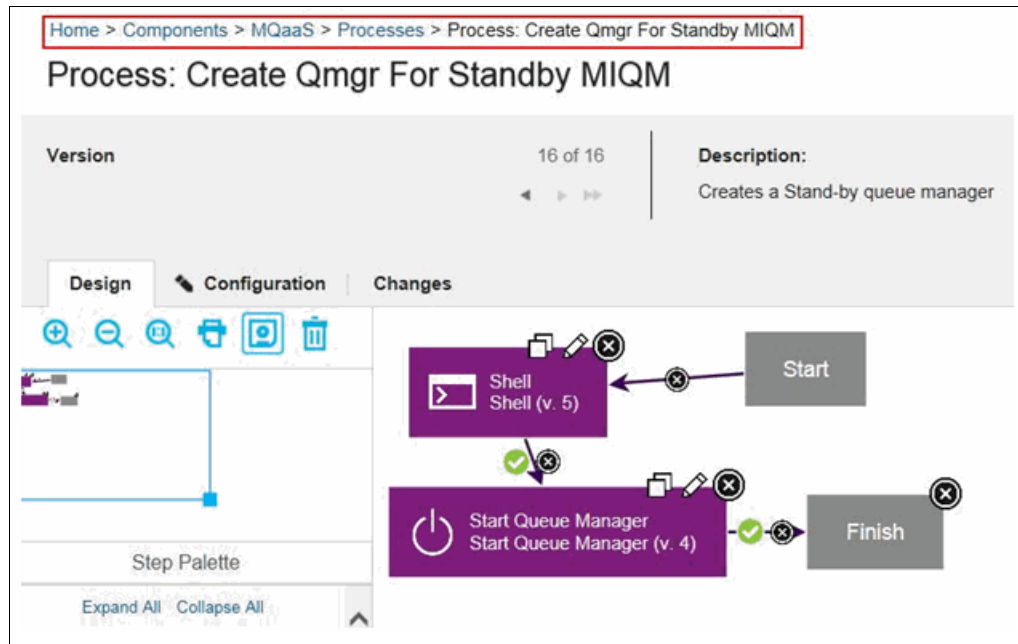 Home > Components > MQaaS > Processes > Process: Create Qmgr For Standby MIQM
Process: Create Qmgr For Standby MIQM
Version
16 of 16
Description:
Creates a Stand-by queue manager
Design
Configuration
Changes
Start
Shell
Shell (v. 5)
Start Queue Manager
Start Queue Manager (v. 4)
Finish
Step Palette
Expand All Collapse All